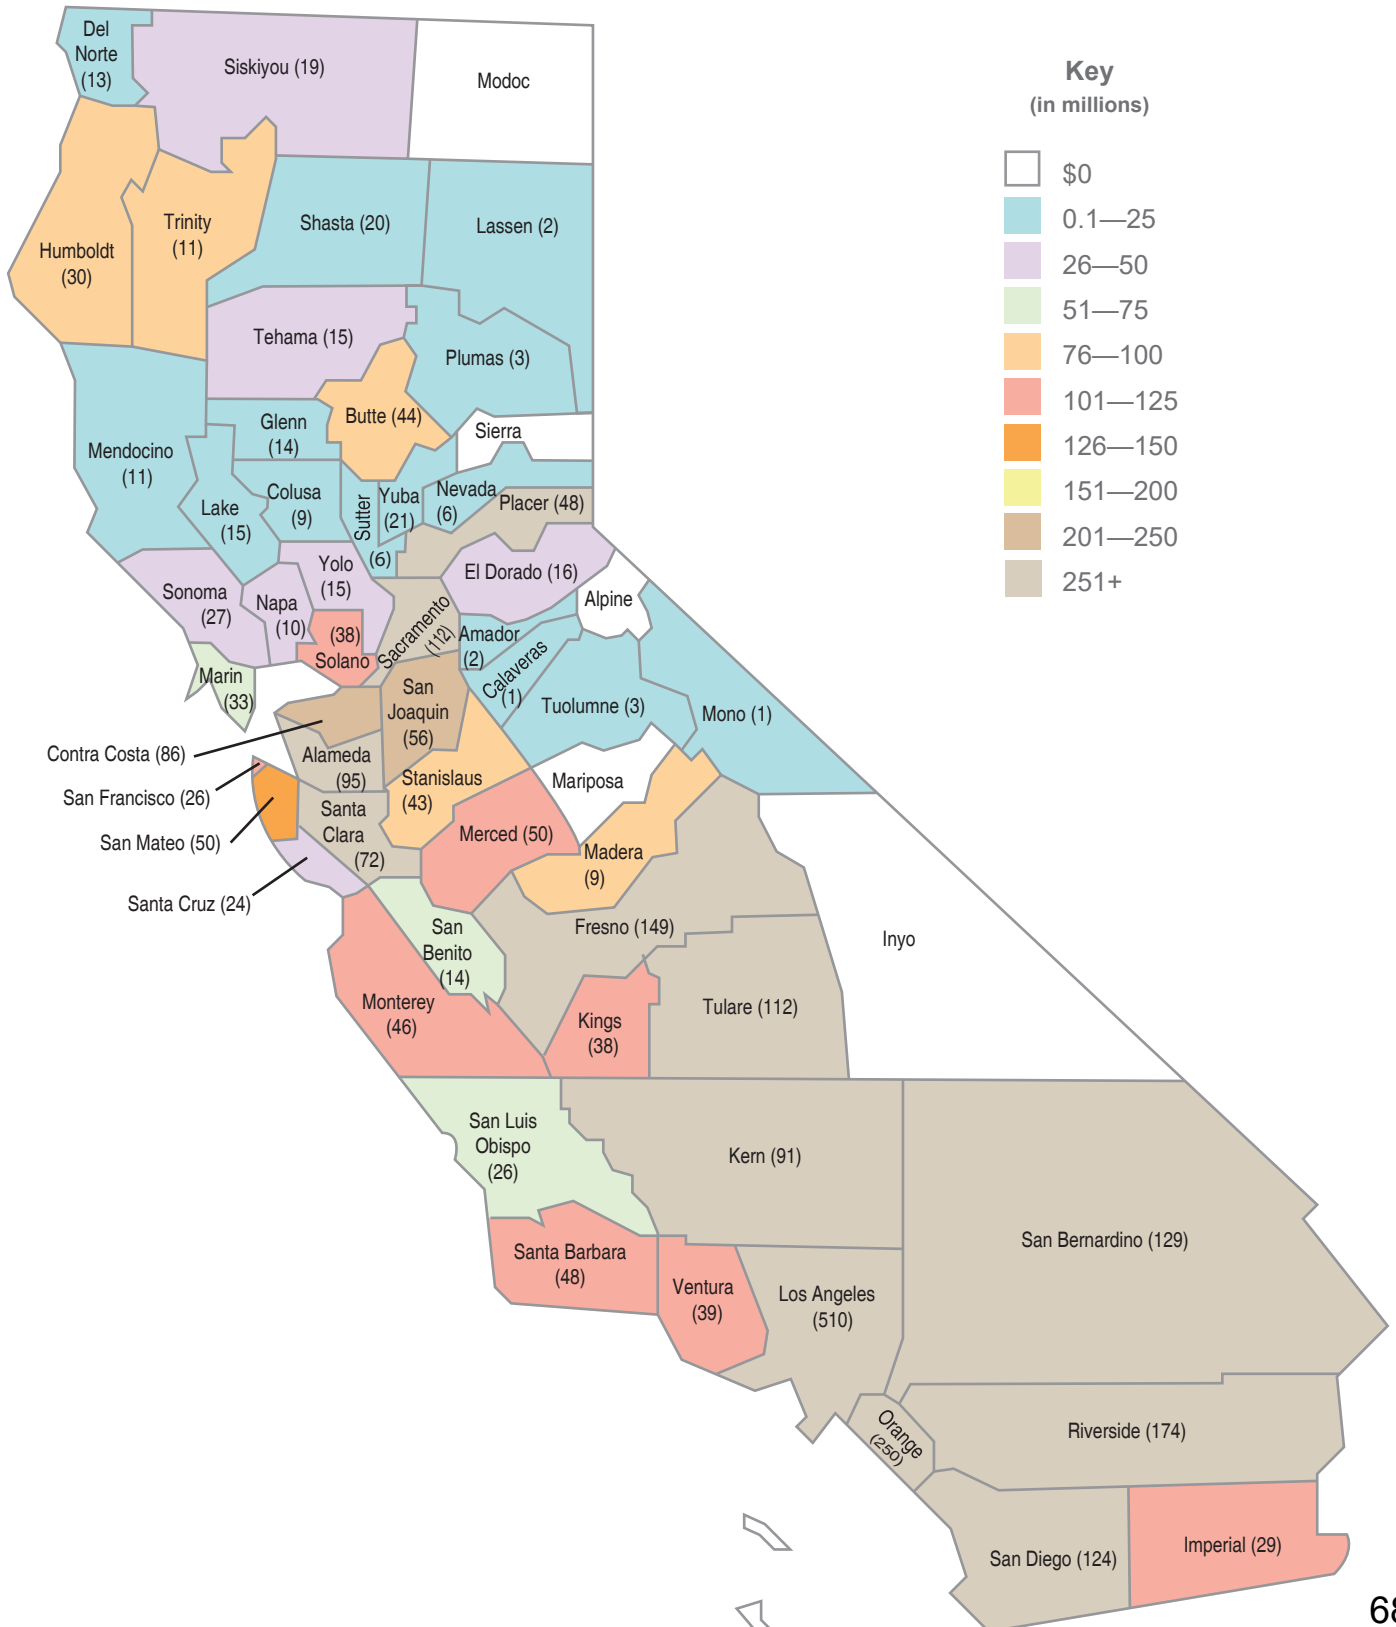 Del
Norte
(13)
Siskiyou (19)
Modoc
Key
(in millions)
$0
0.1—25
26—50
51—75
76—100
101—125
126—150
151—200
201—250
251+
Humboldt
(30)
Trinity
(11)
Shasta (20)
Lassen (2)
Tehama (15)
Plumas (3)
Butte (44)
Glenn
(14)
Sierra
Mendocino
(11)
Lake
(15)
Colusa
(9)
Sutter
(6)
Yuba
(21)
Nevada
(6)
Placer (48)
El Dorado (16)
Alpine
Sonoma
(27)
Napa
(10)
Yolo
(15)
(38)
Solano
Sacramento
(112)
Amador
(2)
Calaveras
(1)
Tuolumne (3)
Mono (1)
Marin
(33)
San
Joaquin
(56)
Contra Costa (86)
Alameda
(95)
San Francisco (26)
San Mateo (50)
Santa Cruz (24)
Santa
Clara
(72)
Stanislaus
(43)
Mariposa
Merced (50)
Madera
(9)
Fresno (149)
Inyo
San
Benito
(14)
Monterey
(46)
Kings
(38)
Tulare (112)
San Luis
Obispo
(26)
Kern (91)
San Bernardino (129)
Santa Barbara
(48)
Ventura
(39)
Los Angeles
(510)
Orange
(250)
Riverside (174)
San Diego (124)
Imperial (29)
68